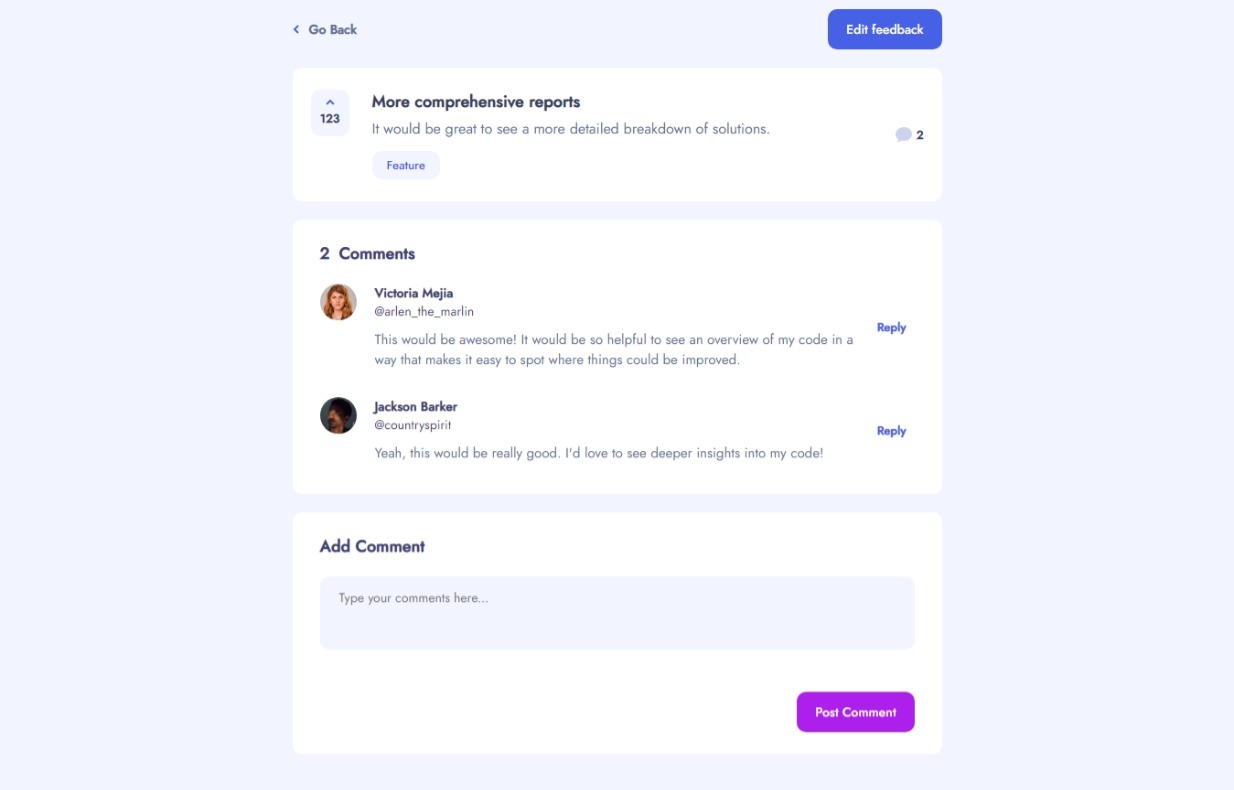 Go Back
Edit feedback
More comprehensive reports
123
It would be great to see a more detailed breakdown of solutions.
2
Feature
2 Comments
Victoria Mejia
@arlen_the_marlin
Reply
This would be awesome! It would be so helpful to see an overview of my code in a
way that makes it easy to spot where things could be improved.
Jackson Barker
@countryspirit
Reply
Yeah, this would be really good. I'd love to see deeper insights into my code!
Add Comment
Type your comments here...
Post Comment